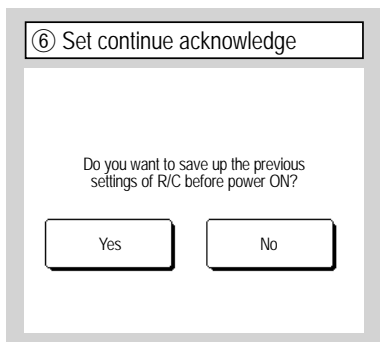 ⑥ Set continue acknowledge
Do you want to save up the previous
settings of R/C before power ON?
Yes
No